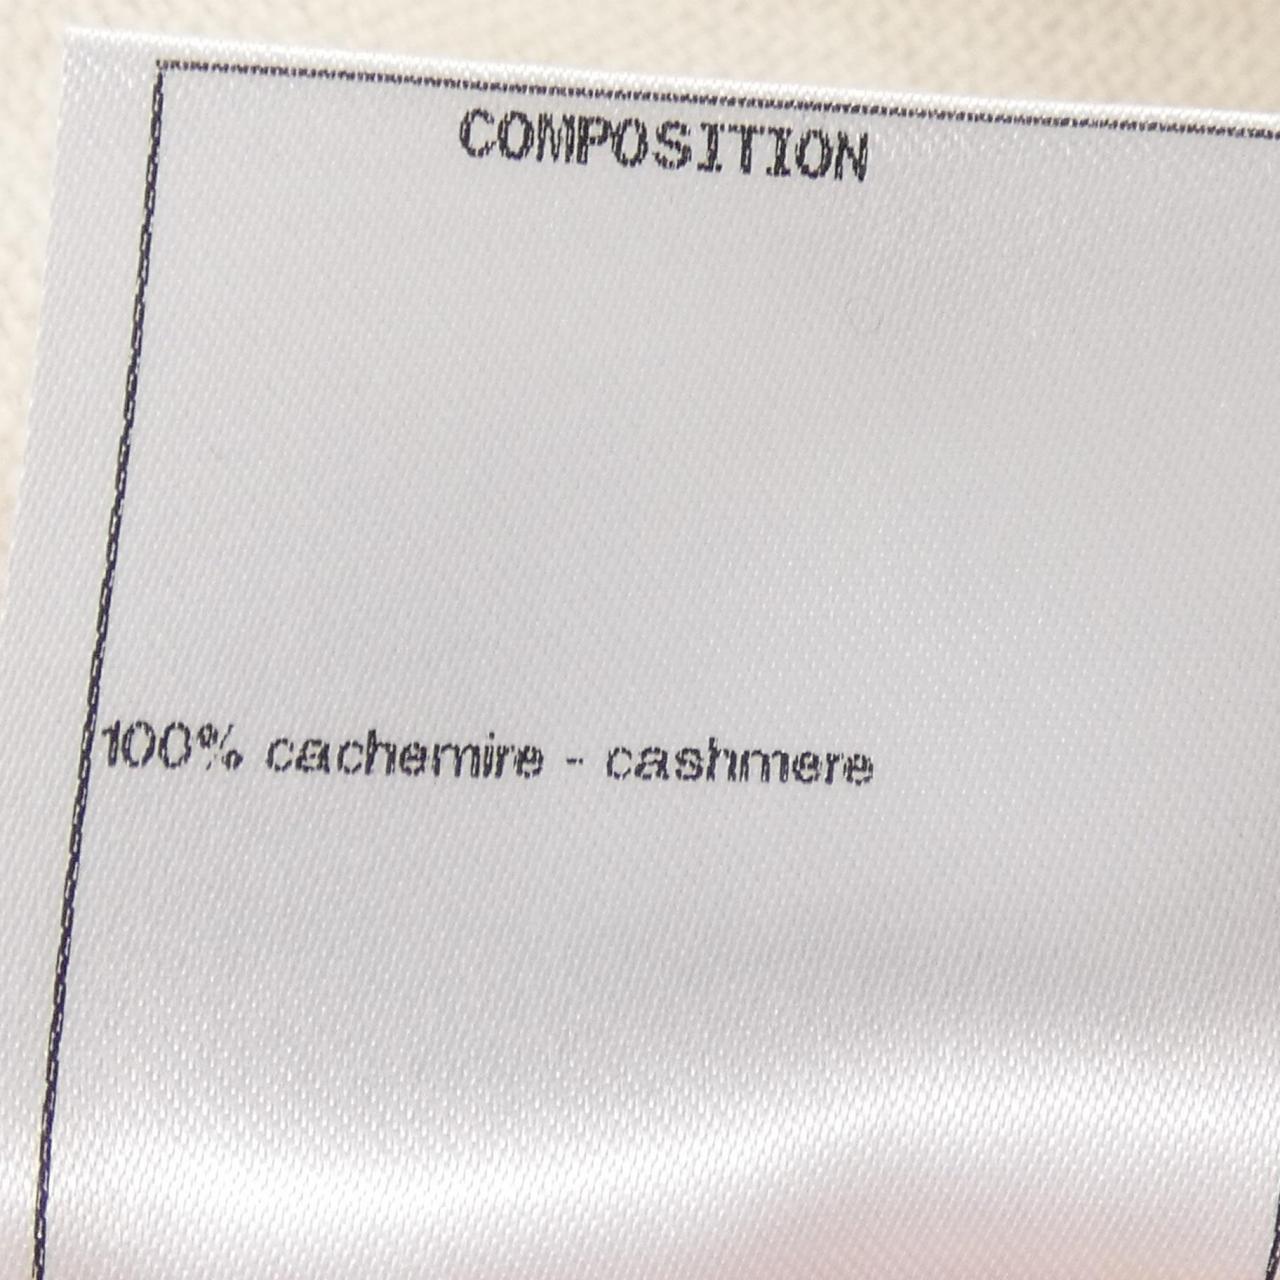 COMPOSITION
100% cachemire - cashmere